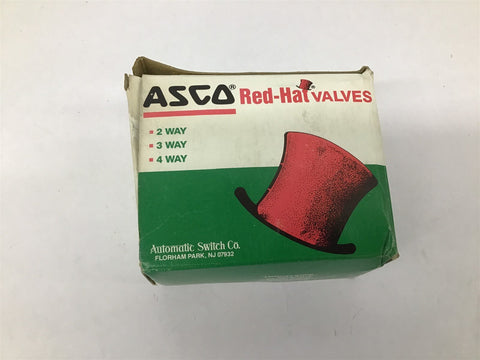 ASCO® Red-Hat® VALVES
2 WAY
3 WAY
4 WAY
Automatic Switch Co.
FLORHAM PARK, NJ 07932